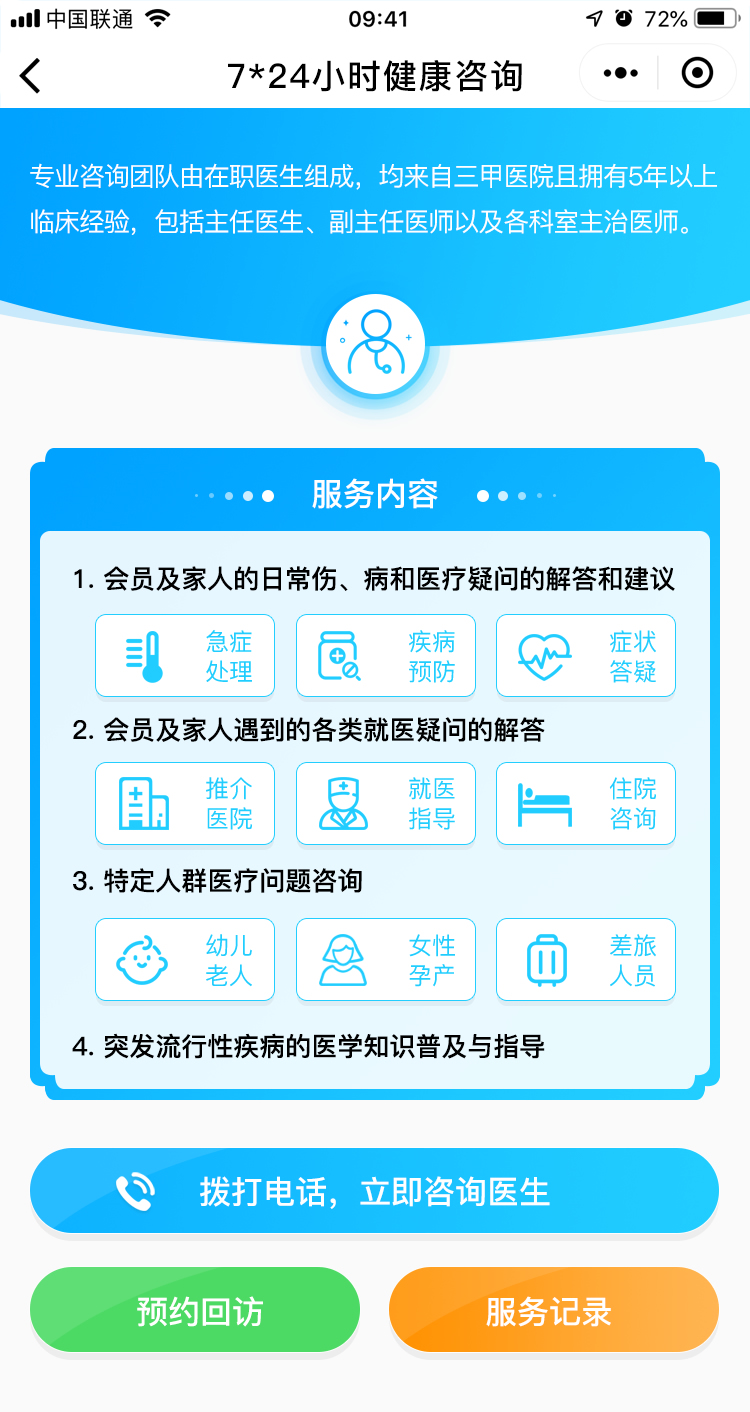 中国联通
09:41
72%
7*24小时健康咨询
专业咨询团队由在职医生组成，均来自三甲医院且拥有5年以上
临床经验，包括主任医生、副主任医师以及各科室主治医师。
服务内容
1. 会员及家人的日常伤、病和医疗疑问的解答和建议
急症
处理
疾病
预防
症状
答疑
2. 会员及家人遇到的各类就医疑问的解答
推介
医院
就医
指导
住院
咨询
3. 特定人群医疗问题咨询
幼儿
老人
女性
孕产
差旅
人员
4. 突发流行性疾病的医学知识普及与指导
拨打电话，立即咨询医生
预约回访
服务记录